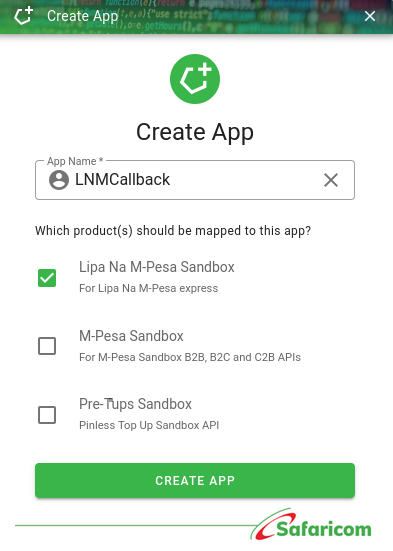 Create App
Create App
App Name *
LNMCallback
Which product(s) should be mapped to this app?
Lipa Na M-Pesa Sandbox
For Lipa Na M-Pesa express
M-Pesa Sandbox
For M-Pesa Sandbox B2B, B2C and C2B APIs
Pre-Tups Sandbox
Pinless Top Up Sandbox API
CREATE APP
Safaricom